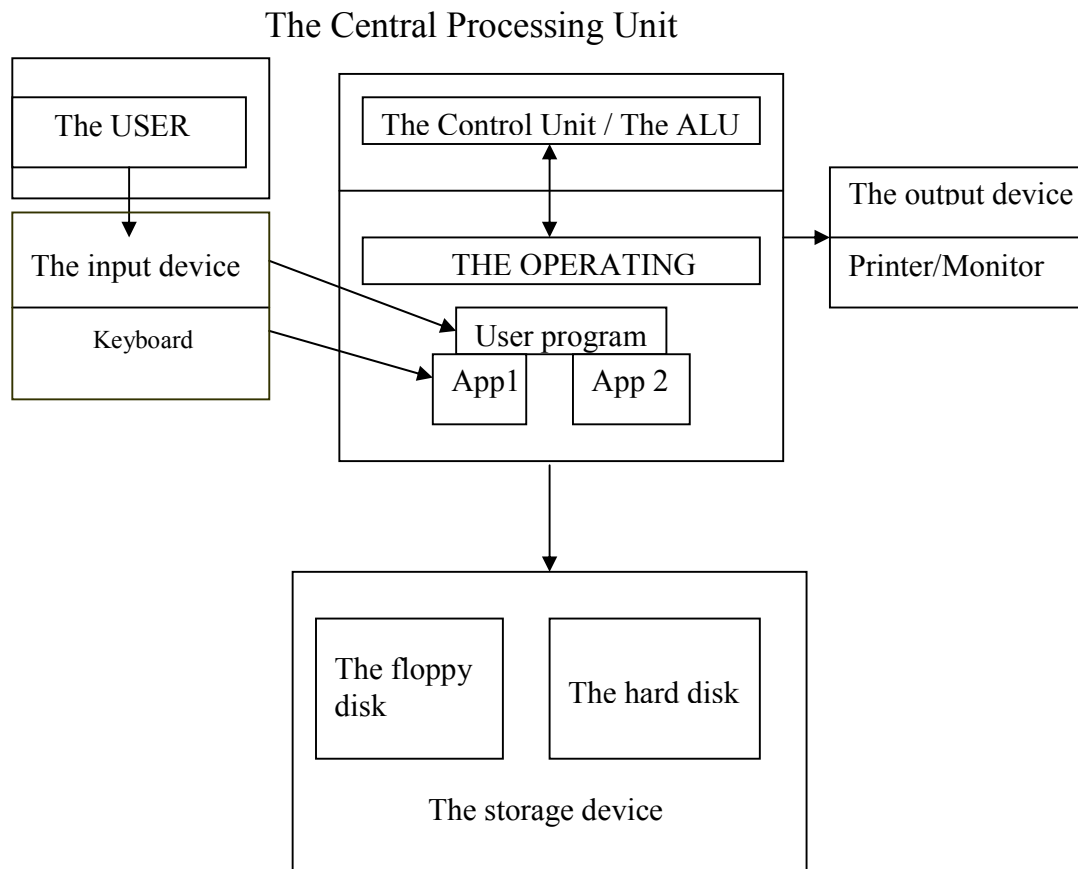 The Central Processing Unit
The USER
The Control Unit / The ALU
The output device
The input device
THE OPERATING
Printer/Monitor
Keyboard
User program
App1
App 2
The floppy
disk
The hard disk
The storage device